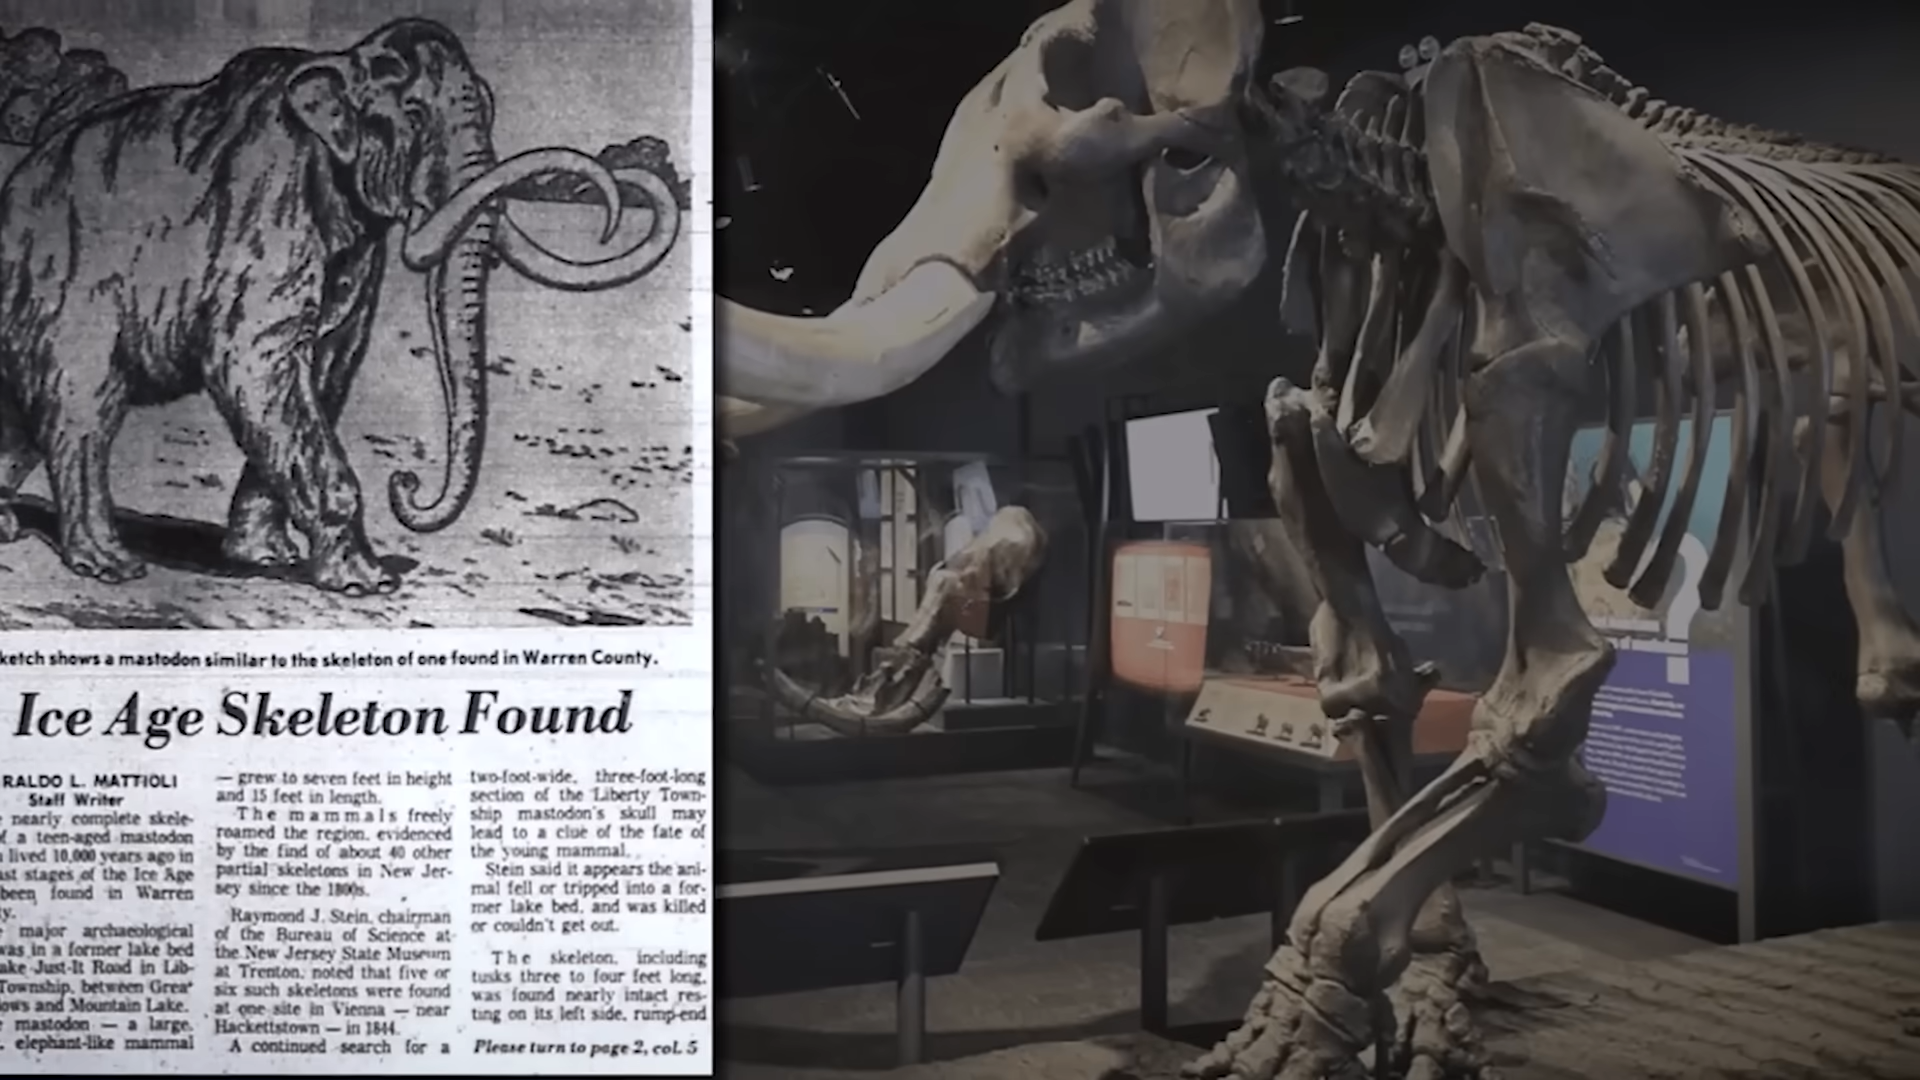 ketch shows a mastodon similar to the skeleton of one found in Warren County.
Ice Age Skeleton Found
RALDO L. MATTIOLI
Staff Writer
nearly complete skele-
a teen-aged mastodon
lived 10,000 years ago in
ast stages of the Ice Age
been found in Warren
y.
major archaeological
was in a former lake bed
ake Just-It Road in Lib-
Township, between Great
ows and Mountain Lake.
mastodon — a large,
elephant-like mammal
— grew to seven feet in height
and 15 feet in length.
The mammals freely
roamed the region, evidenced
by the find of about 40 other
partial skeletons in New Jer-
sey since the 1800s.
Raymond J. Stein, chairman
of the Bureau of Science at
the New Jersey State Museum
at Trenton, noted that five or
six such skeletons were found
at one site in Vienna — near
Hackettstown — in 1844.
A continued search for a
two-foot-wide, three-foot-long
section of the Liberty Town-
ship mastodon's skull may
lead to a clue of the fate of
the young mammal.
Stein said it appears the ani-
mal fell or tripped into a for-
mer lake bed, and was killed
or couldn't get out.
The skeleton, including
tusks three to four feet long,
was found nearly intact res-
ting on its left side, rump-end
Please turn to page 2, col. 5